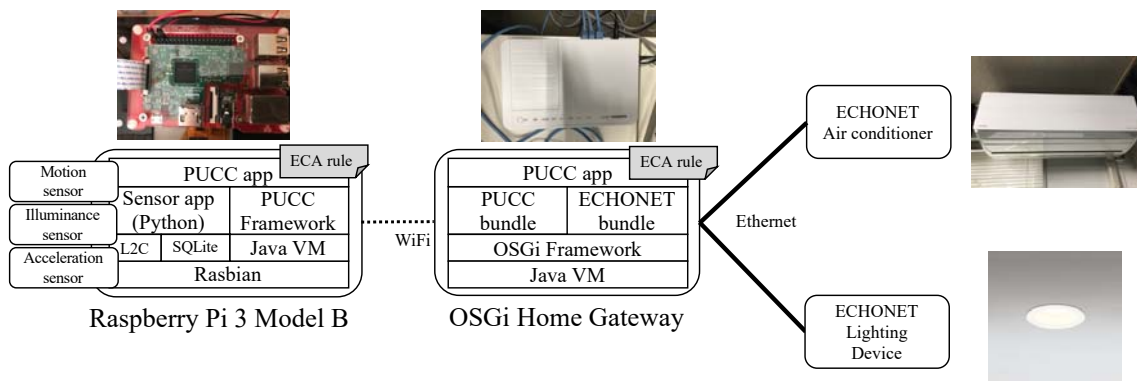 ECA rule
PUCC app
Motion
sensor
Sensor app
(Python)
PUCC
Framework
Illuminance
sensor
L2C
SQLite
Java VM
Acceleration
sensor
Rasbian
Raspberry Pi 3 Model B
WiFi
ECA rule
PUCC app
PUCC
bundle
ECHONET
bundle
OSGi Framework
Java VM
OSGi Home Gateway
Ethernet
ECHONET
Air conditioner
ECHONET
Lighting
Device